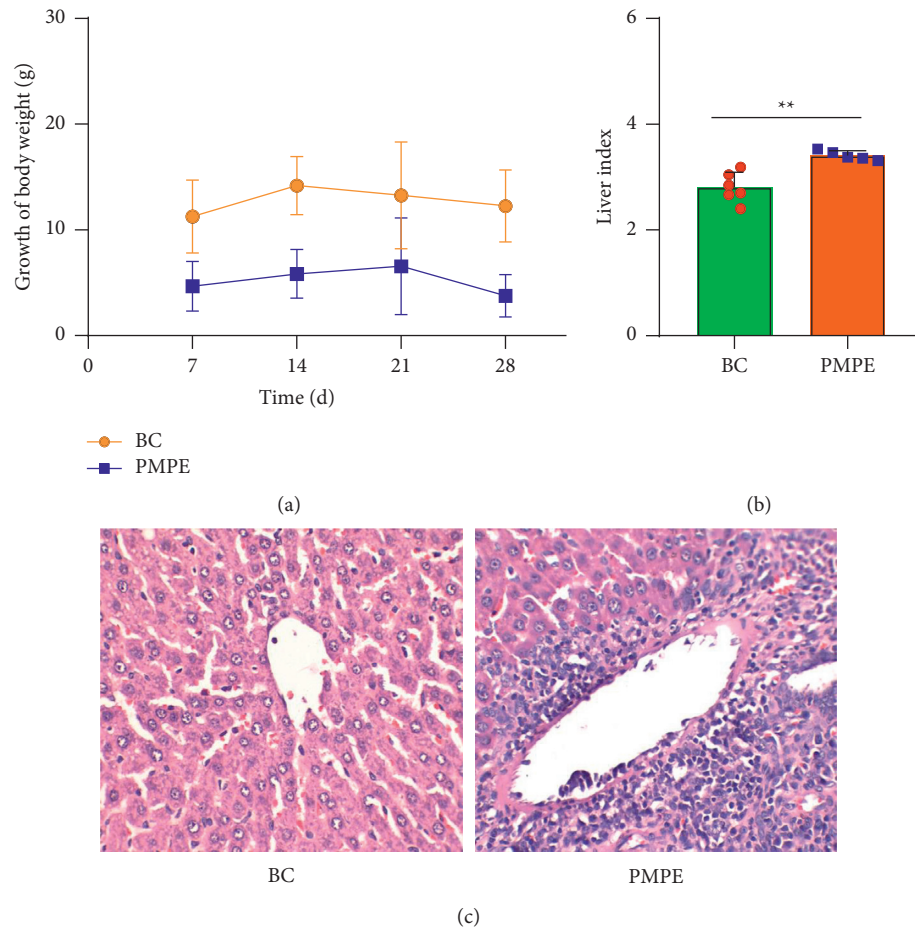 30
20
10
0
Growth of body weight (g)
0
7
14
21
28
Time (d)
BC
PMPE
(a)
6
4
2
0
Liver index
**
BC
PMPE
(b)
BC
PMPE
(c)